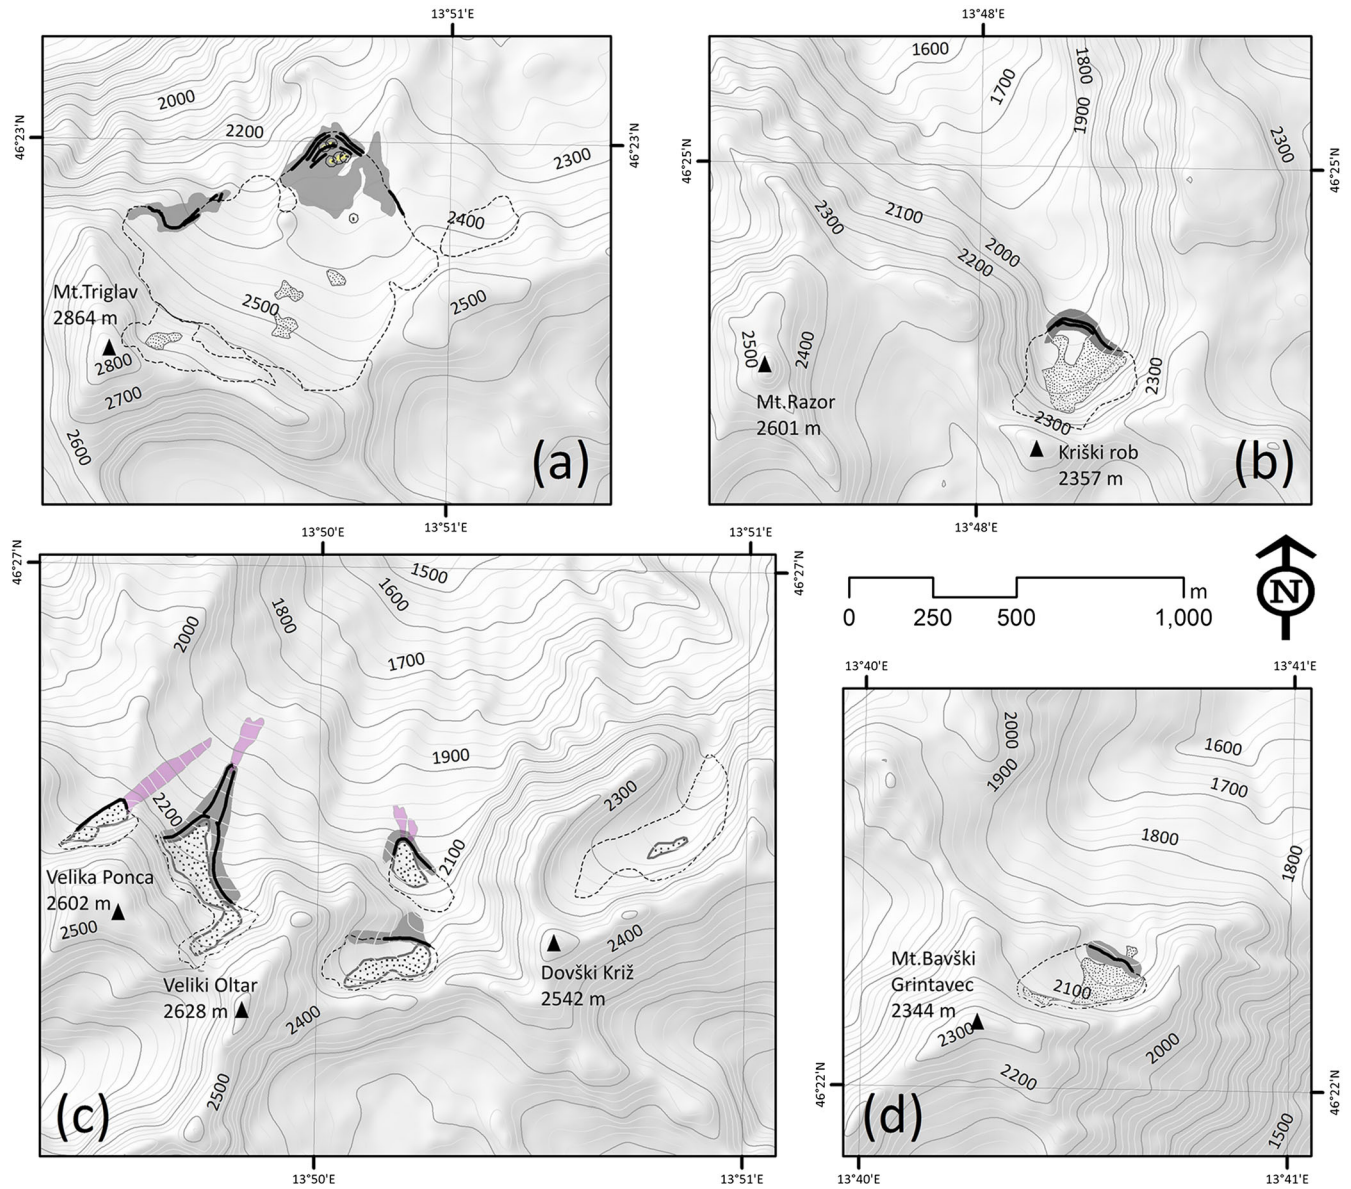 13°51'E
2000
2200
46°23'N
46°23'N
2300
2400
Mt.Triglav
2864 m
2500
2500
2800
2700
2600
(a)
13°51'E
13°48'E
1600
1800
1700
1900
2300
46°25'N
46°25'N
2300
2100
2000
2200
2500
2400
2300
Mt.Razor
2601 m
2300
Kriški rob
2357 m
(b)
13°48'E
13°50'E
13°51'E
46°27'N
46°27'N
1500
1600
1800
2000
1700
1900
2200
2300
2100
Velika Ponca
2602 m
2500
Veliki Oltar
2628 m
2400
Dovški Križ
2542 m
2400
2500
(c)
13°50'E
13°51'E
N
m
0
250
500
1,000
13°40'E
13°41'E
2000
1900
1600
1700
1800
1800
Mt.Bavški
Grintavec
2344 m
2100
2300
2000
2200
46°22'N
46°22'N
1500
(d)
13°40'E
13°41'E